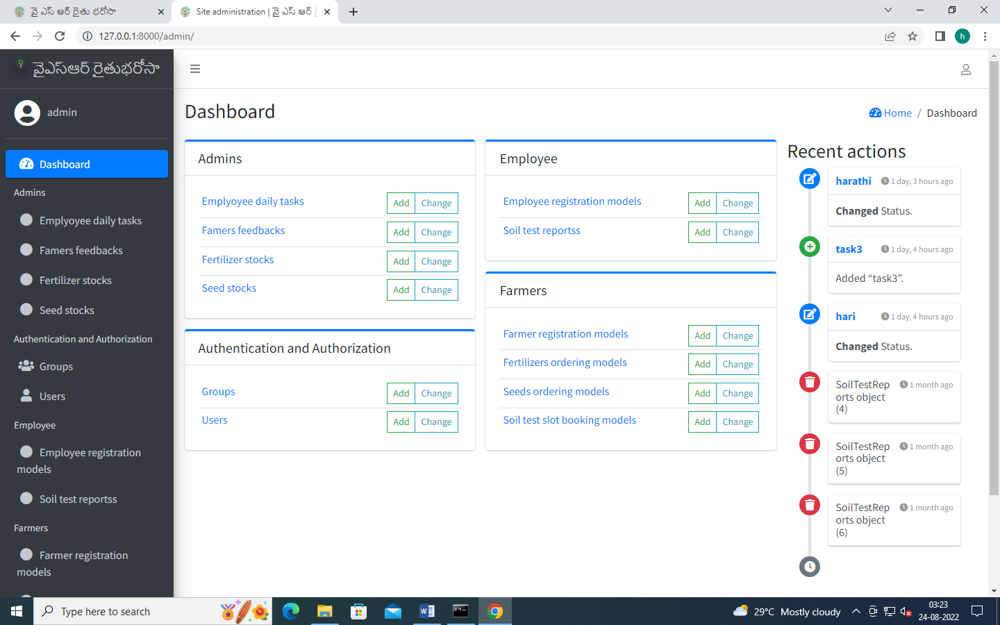 వై ఎస్ ఆర్ రైతు భరోసా
Site administration | వై ఎస్ ఆర్ రై
127.0.0.1:8000/admin/
h
వైఎస్ఆర్ రైతుభరోసా
admin
Dashboard
Admins
Emplyoyee daily tasks
Famers feedbacks
Fertilizer stocks
Seed stocks
Authentication and Authorization
Groups
Users
Employee
Employee registration
models
Soil test reportss
Farmers
Farmer registration
models
Dashboard
Home / Dashboard
Admins
Emplyoyee daily tasks Add Change
Famers feedbacks Add Change
Fertilizer stocks Add Change
Seed stocks Add Change
Authentication and Authorization
Groups Add Change
Users Add Change
Employee
Employee registration models Add Change
Soil test reportss Add Change
Farmers
Farmer registration models Add Change
Fertilizers ordering models Add Change
Seeds ordering models Add Change
Soil test slot booking models Add Change
Recent actions
harathi 1 day, 3 hours ago
Changed Status.
task3 1 day, 4 hours ago
Added “task3”.
hari 1 day, 4 hours ago
Changed Status.
SoilTestRep 1 month ago
orts object
(4)
SoilTestRep 1 month ago
orts object
(5)
SoilTestRep 1 month ago
orts object
(6)
Type here to search
29°C Mostly cloudy
03:23
24-08-2022